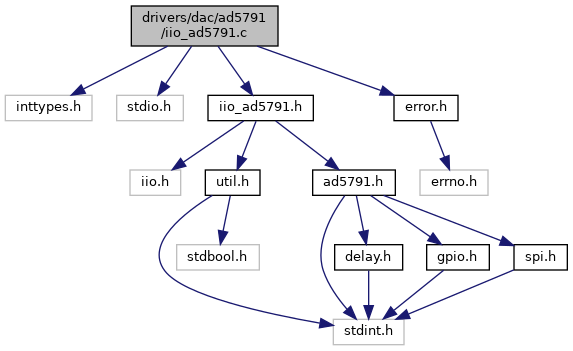 drivers/dac/ad5791
/iio_ad5791.c
inttypes.h
stdio.h
iio_ad5791.h
error.h
iio.h
util.h
ad5791.h
errno.h
stdbool.h
delay.h
gpio.h
spi.h
stdint.h